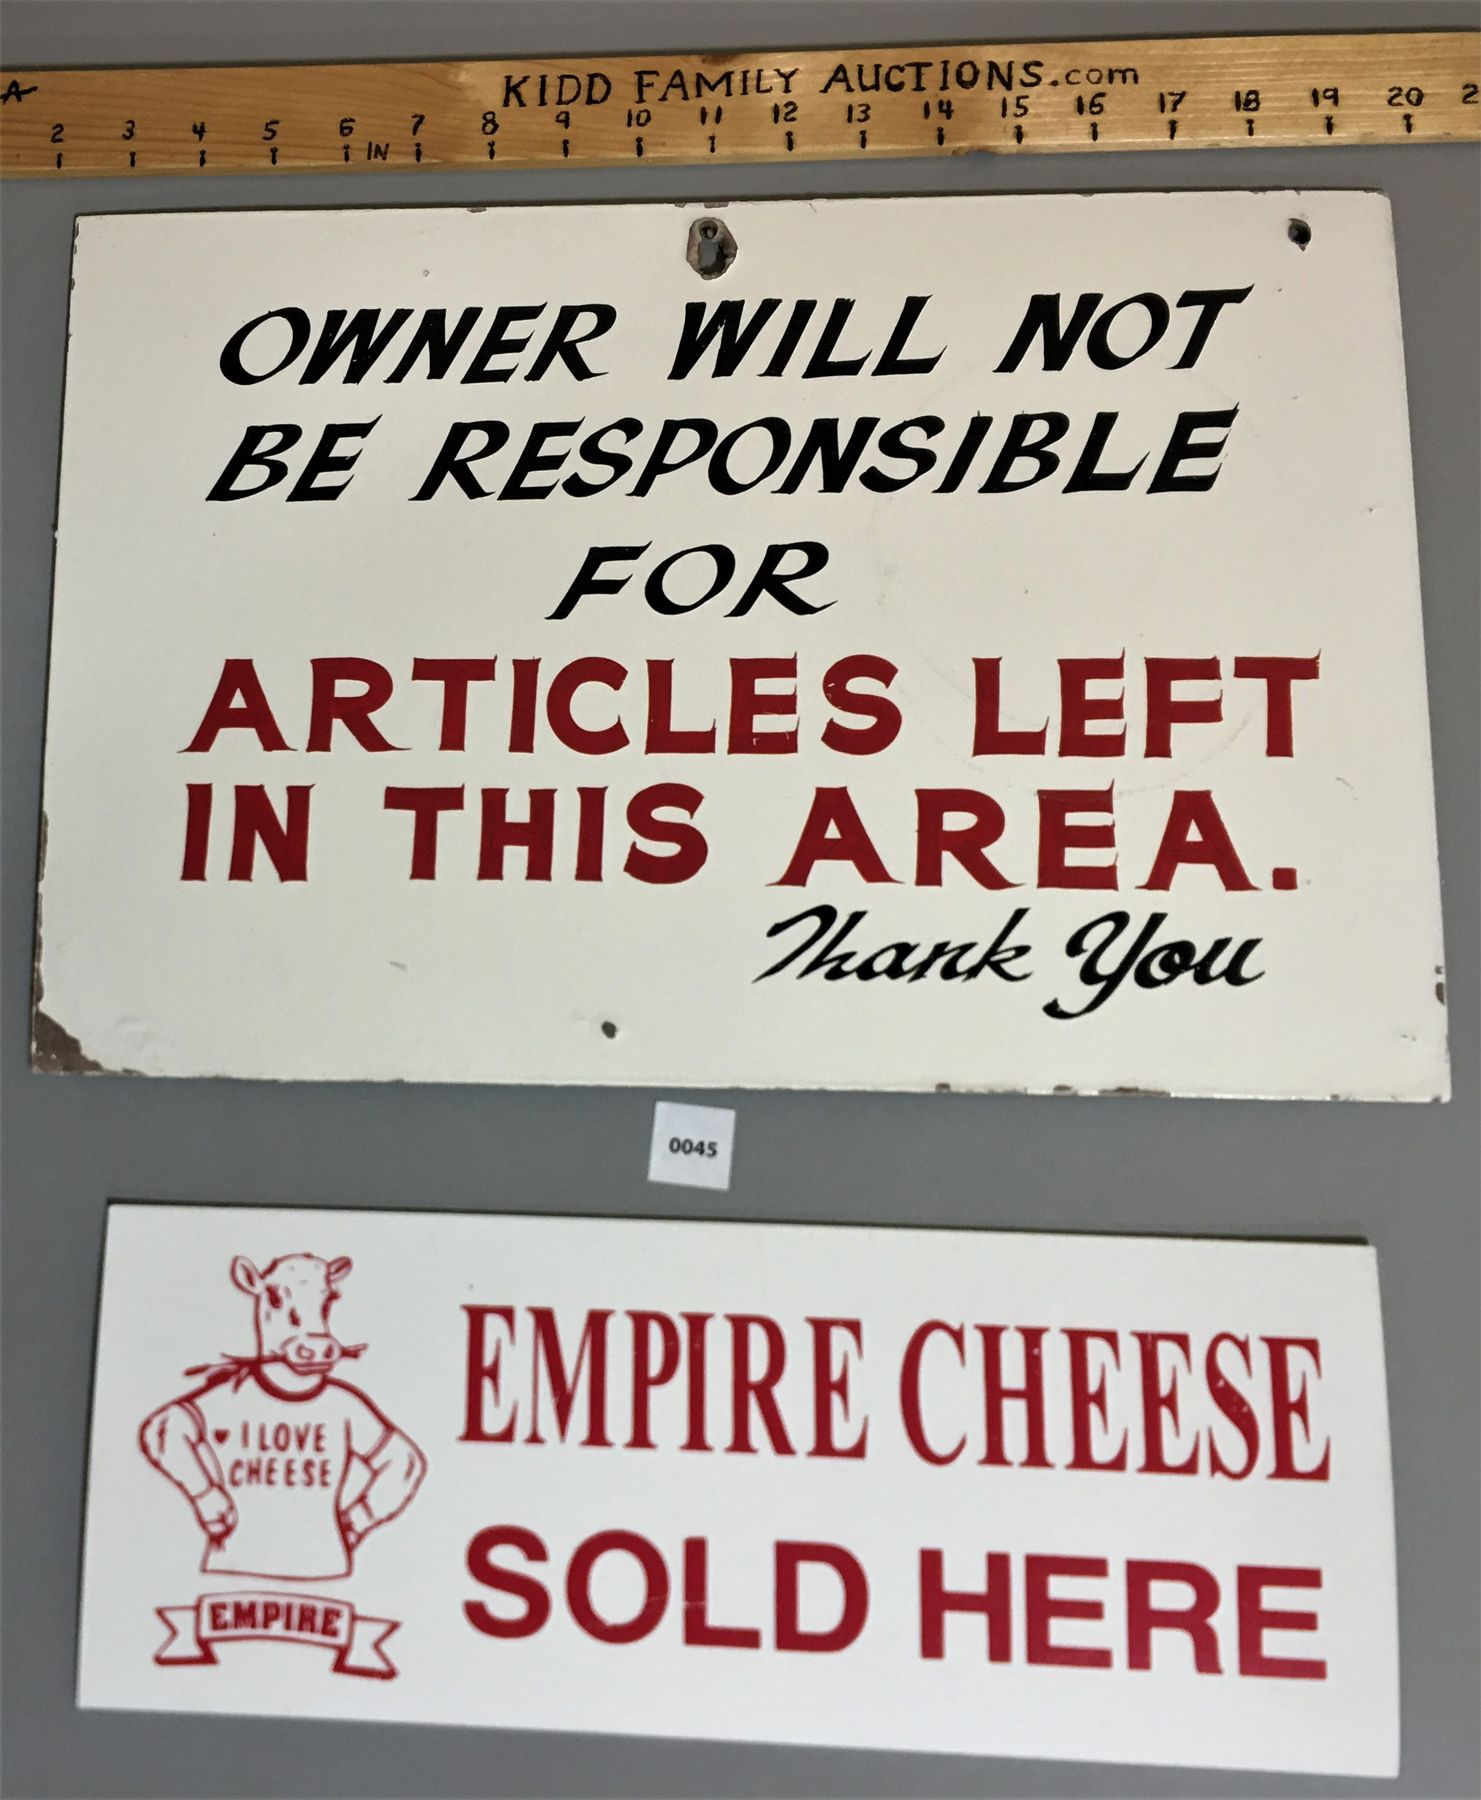 KIDD FAMILY AUCTIONS.com
2 3 4 5 6 IN 7 8 9 10 11 12 13 14 15 16 17 18 19 20
OWNER WILL NOT
BE RESPONSIBLE
FOR
ARTICLES LEFT
IN THIS AREA.
Thank You
0045
I LOVE
CHEESE
EMPIRE
EMPIRE CHEESE
SOLD HERE